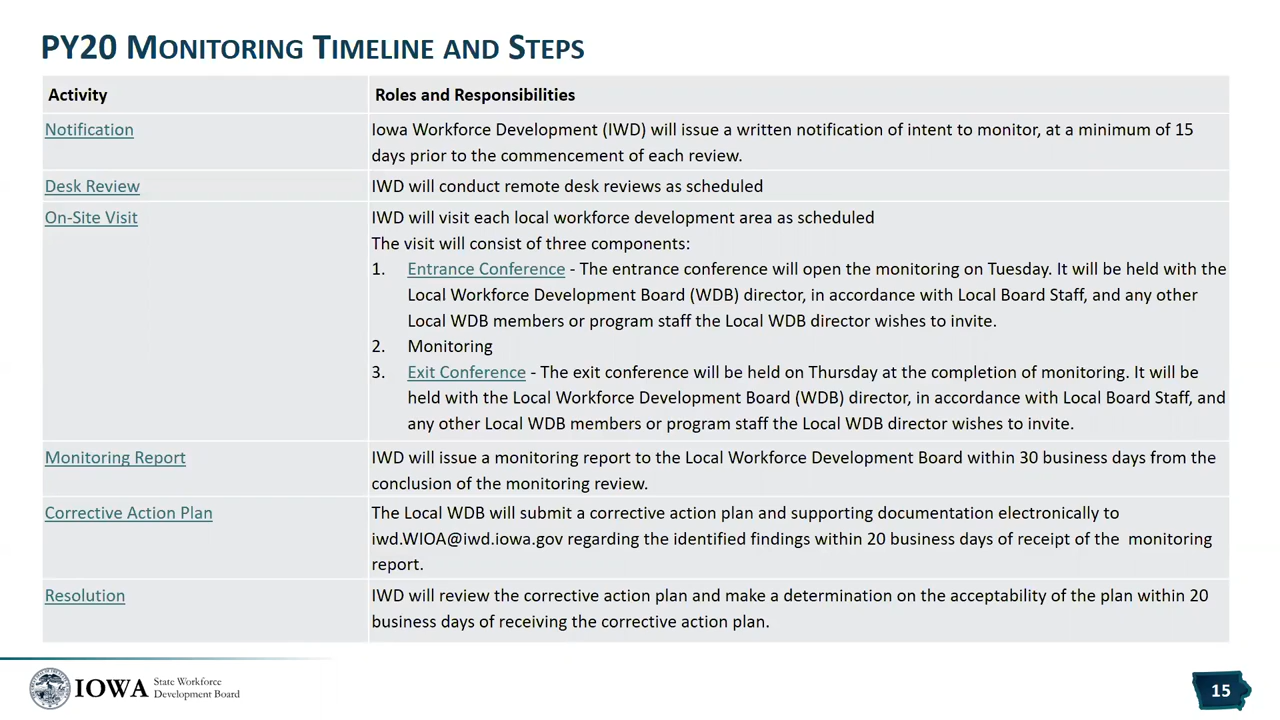 PY20 MONITORING TIMELINE AND STEPS
Activity
Roles and Responsibilities
Notification
Iowa Workforce Development (IWD) will issue a written notification of intent to monitor, at a minimum of 15
days prior to the commencement of each review.
Desk Review
IWD will conduct remote desk reviews as scheduled
On-Site Visit
IWD will visit each local workforce development area as scheduled
The visit will consist of three components:
1. Entrance Conference - The entrance conference will open the monitoring on Tuesday. It will be held with the
Local Workforce Development Board (WDB) director, in accordance with Local Board Staff, and any other
Local WDB members or program staff the Local WDB director wishes to invite.
2. Monitoring
3. Exit Conference - The exit conference will be held on Thursday at the completion of monitoring. It will be
held with the Local Workforce Development Board (WDB) director, in accordance with Local Board Staff, and
any other Local WDB members or program staff the Local WDB director wishes to invite.
Monitoring Report
IWD will issue a monitoring report to the Local Workforce Development Board within 30 business days from the
conclusion of the monitoring review.
Corrective Action Plan
The Local WDB will submit a corrective action plan and supporting documentation electronically to
iwd.WIOA@iwd.iowa.gov regarding the identified findings within 20 business days of receipt of the monitoring
report.
Resolution
IWD will review the corrective action plan and make a determination on the acceptability of the plan within 20
business days of receiving the corrective action plan.
IOWA
State Workforce
Development Board
15